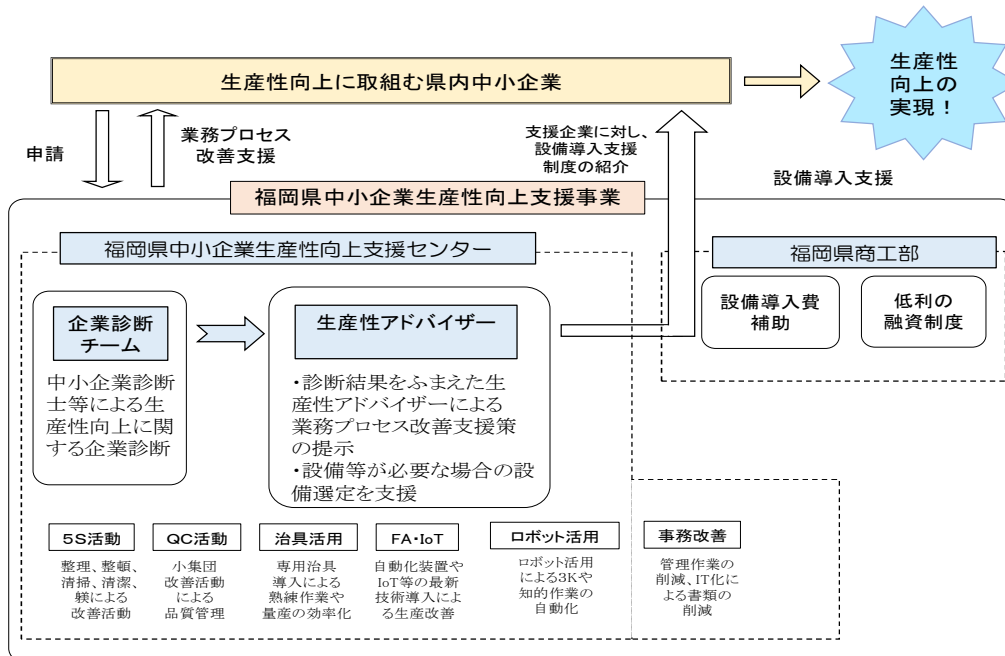 生産性向上に取組む県内中小企業
生産性
向上の
実現！
申請
業務プロセス
改善支援
支援企業に対し、
設備導入支援
制度の紹介
設備導入支援
福岡県中小企業生産性向上支援事業
福岡県中小企業生産性向上支援センター
福岡県商工部
企業診断
チーム
中小企業診断
士等による生
産性向上に関
する企業診断
生産性アドバイザー
・診断結果をふまえた生
産性アドバイザーによる
業務プロセス改善支援策
の提示
・設備等が必要な場合の設
備選定を支援
設備導入費
補助
低利の
融資制度
5S活動
整理、整頓、
清掃、清潔、
躾による
改善活動
QC活動
小集団
改善活動
による
品質管理
治具活用
専用治具
導入による
熟練作業や
量産の効率化
FA・IoT
自動化装置や
IoT等の最新
技術導入によ
る生産改善
ロボット活用
ロボット活用
による3Kや
知的作業の
自動化
事務改善
管理作業の
削減、IT化に
よる書類の
削減